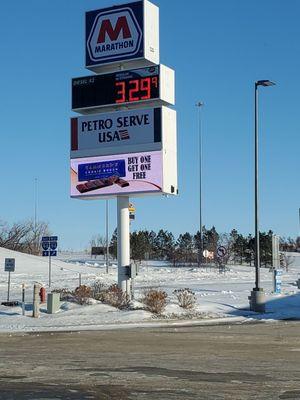 M
MARATHON
DIESEL #2
3.29⁹
PETRO SERVE
USA
BUY ONE
GET ONE
FREE